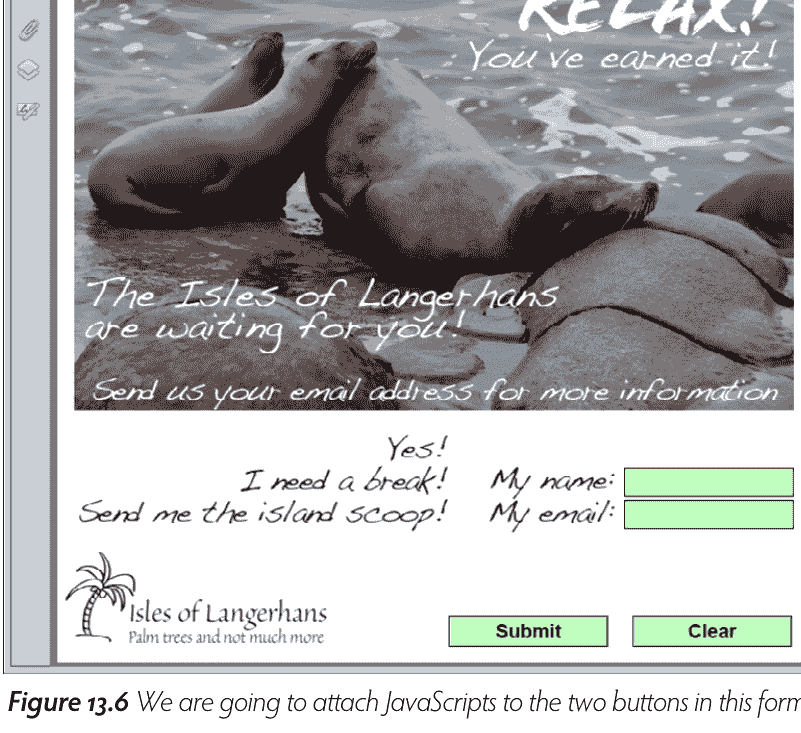 RELAX!
You've earned it!
The Isles of Langerhans
are waiting for you!
Send us your email address for more information
Yes!
I need a break!
My name:
Send me the island scoop!
My email:
Isles of Langerhans
Palm trees and not much more
Submit
Clear
Figure 13.6 We are going to attach JavaScripts to the two buttons in this form